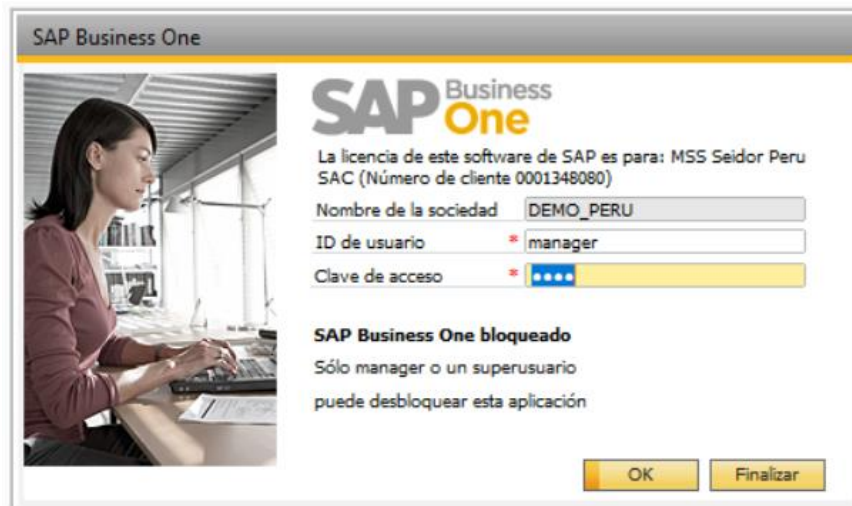 SAP Business One
SAP Business
One
La licencia de este software de SAP es para: MSS Seidor Peru
SAC (Número de cliente 0001348080)
Nombre de la sociedad DEMO_PERU
ID de usuario * manager
Clave de acceso * ••••
SAP Business One bloqueado
Sólo manager o un superusuario
puede desbloquear esta aplicación
OK Finalizar